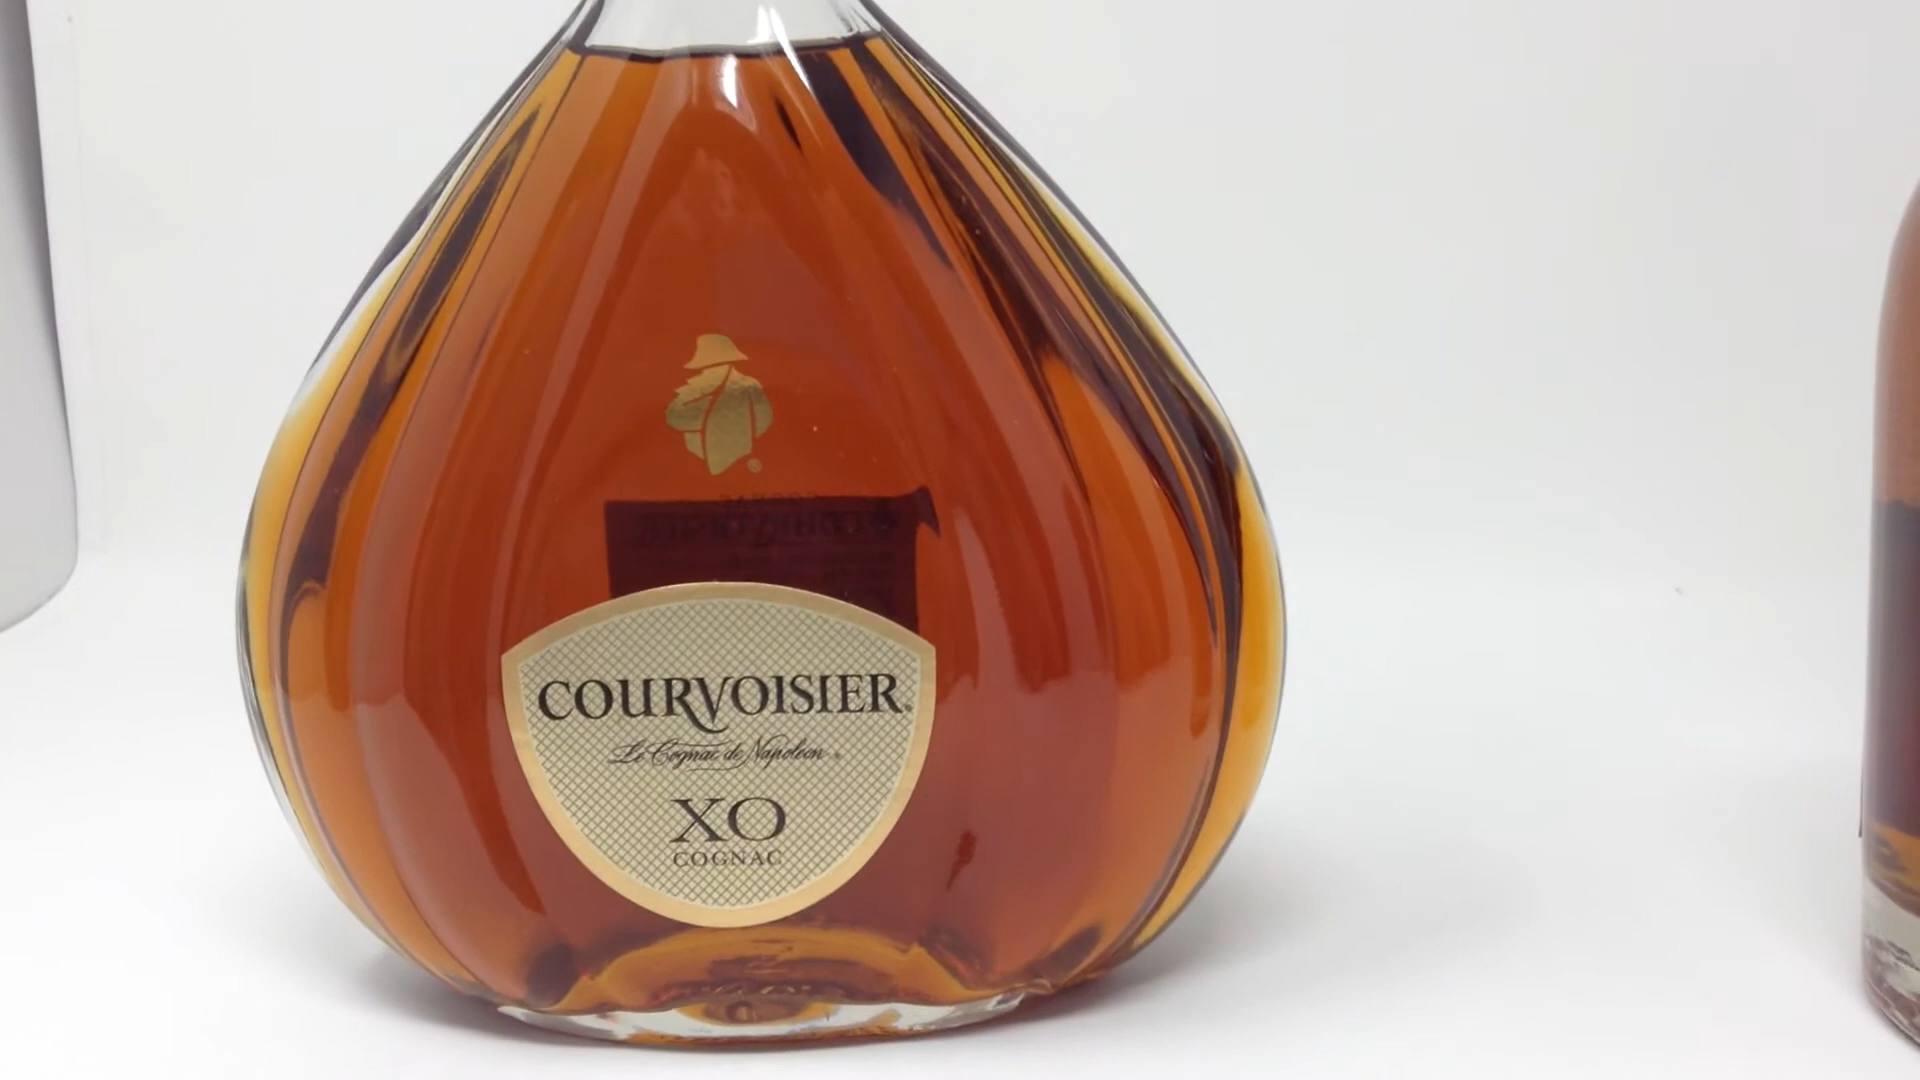 ®
COURVOISIER®
Le Cognac de Napoleon
XO
COGNAC